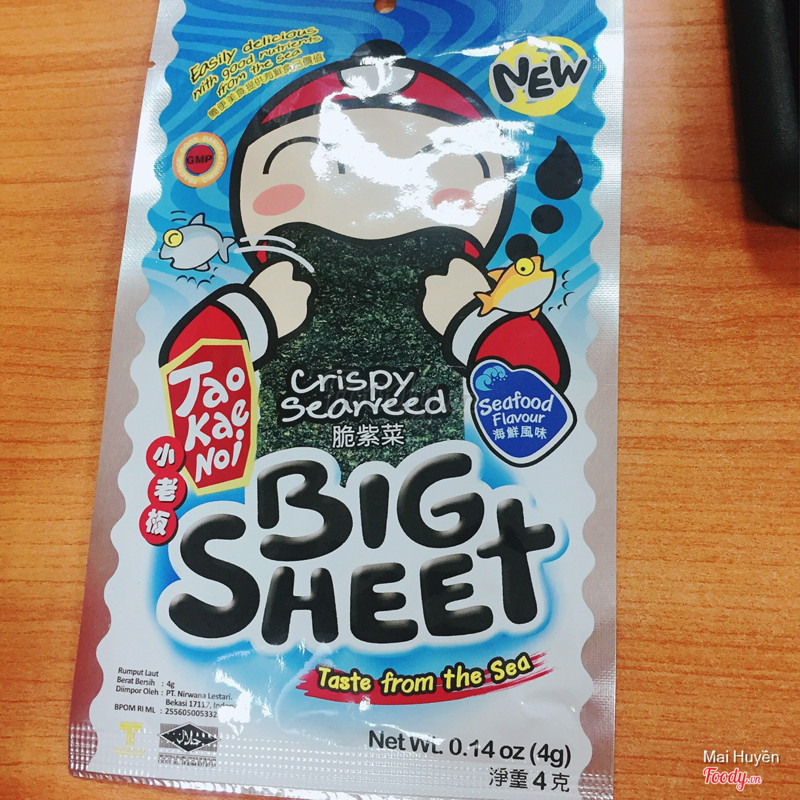 Easily delicious
with good nutrients
from the sea
NEW
GMP
Crispy
Seaweed
脆紫菜
Seafood
Flavour
海鮮風味
Tao
Kae
Noi
小老板
BIG
SHEET
Taste from the Sea
Rumput Laut
Berat Bersih : 4g
Diimpor Oleh : PT. Nirwana Lestari.
Bekasi 17117,
BPOM RI ML : 2556050053
Net Wt. 0.14 oz (4g)
淨重 4 克
Mai Huyền
Foody.vn